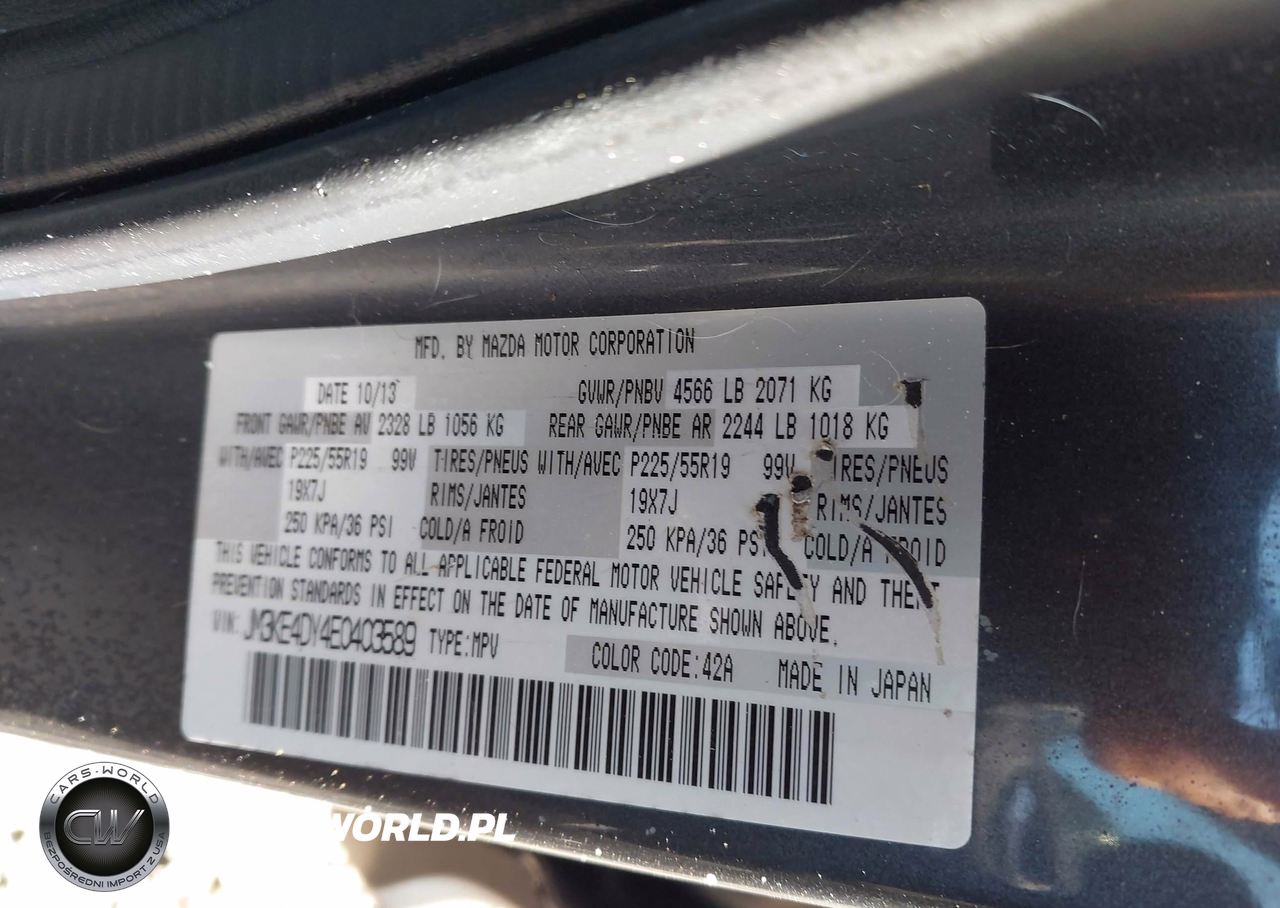 MFD. BY MAZDA MOTOR CORPORATION
DATE 10/13 GVWR/PNBV 4566 LB 2071 KG
FRONT GAWR/PNBE AV 2328 LB 1056 KG REAR GAWR/PNBE AR 2244 LB 1018 KG
WITH/AVEC P225/55R19 99V TIRES/PNEUS WITH/AVEC P225/55R19 99V TIRES/PNEUS
19X7J RIMS/JANTES 19X7J RIMS/JANTES
250 KPA/36 PSI COLD/A FROID 250 KPA/36 PSI COLD/A FROID
THIS VEHICLE CONFORMS TO ALL APPLICABLE FEDERAL MOTOR VEHICLE SAFETY AND THEFT
PREVENTION STANDARDS IN EFFECT ON THE DATE OF MANUFACTURE SHOWN ABOVE.
VIN: JM3KE4DY4E0403589 TYPE:MPV
COLOR CODE:42A MADE IN JAPAN
CARS-WORLD
CW
BEZPOŚREDNI IMPORT Z USA
WORLD.PL